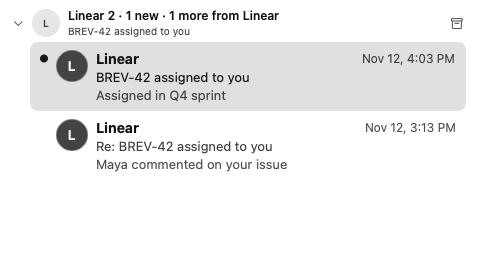 L
Linear 2 · 1 new · 1 more from Linear
BREV-42 assigned to you
L
Linear
Nov 12, 4:03 PM
BREV-42 assigned to you
Assigned in Q4 sprint
L
Linear
Nov 12, 3:13 PM
Re: BREV-42 assigned to you
Maya commented on your issue